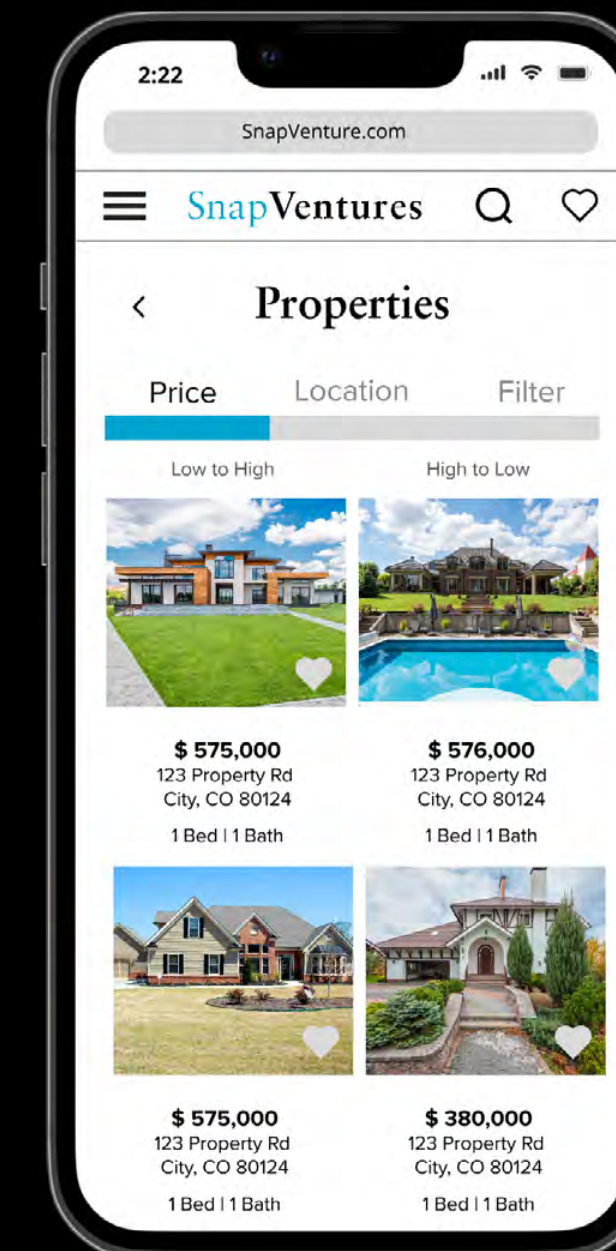 2:22
SnapVenture.com
SnapVentures
Properties
Price Location Filter
Low to High High to Low
$ 575,000 $ 576,000
123 Property Rd 123 Property Rd
City, CO 80124 City, CO 80124
1 Bed | 1 Bath 1 Bed | 1 Bath
$ 575,000 $ 380,000
123 Property Rd 123 Property Rd
City, CO 80124 City, CO 80124
1 Bed | 1 Bath 1 Bed | 1 Bath